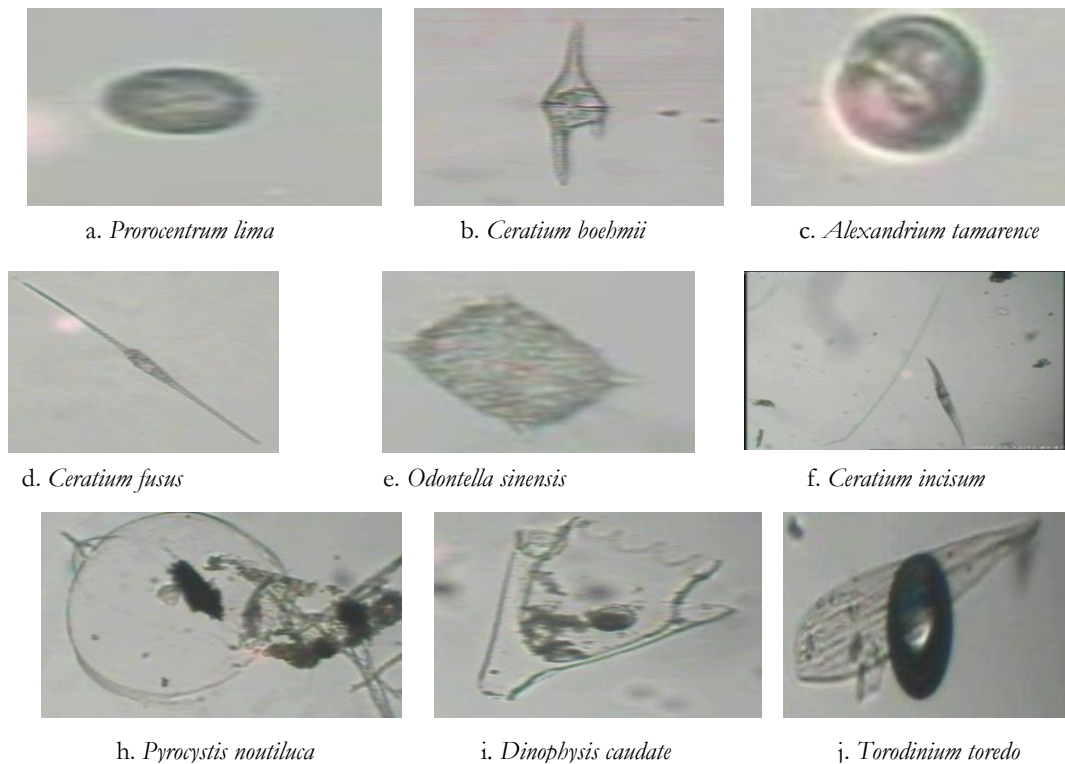 a. Prorocentrum lima
b. Ceratium boehmii
c. Alexandrium tamarence
d. Ceratium fusus
e. Odontella sinensis
f. Ceratium incisum
h. Pyrocystis noutiluca
i. Dinophysis caudate
j. Torodinium toredo